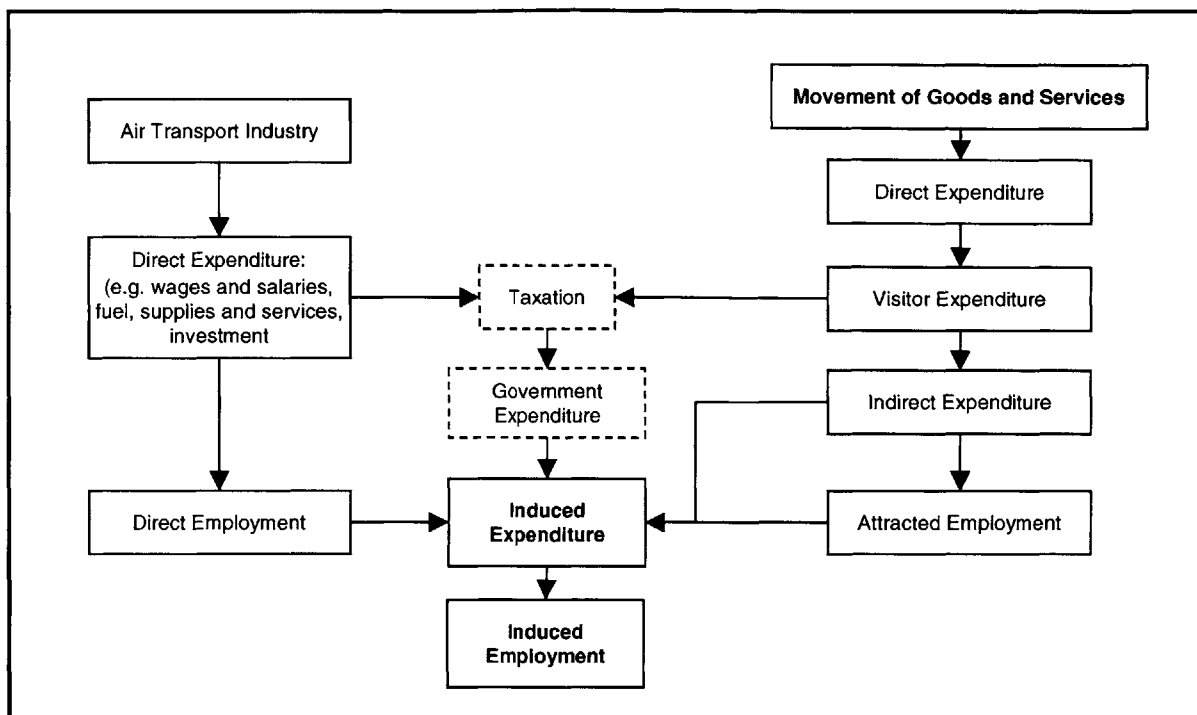 Air Transport Industry
Direct Expenditure:
(e.g. wages and salaries,
fuel, supplies and services,
investment
Direct Employment
Taxation
Government
Expenditure
Induced
Expenditure
Induced
Employment
Movement of Goods and Services
Direct Expenditure
Visitor Expenditure
Indirect Expenditure
Attracted Employment